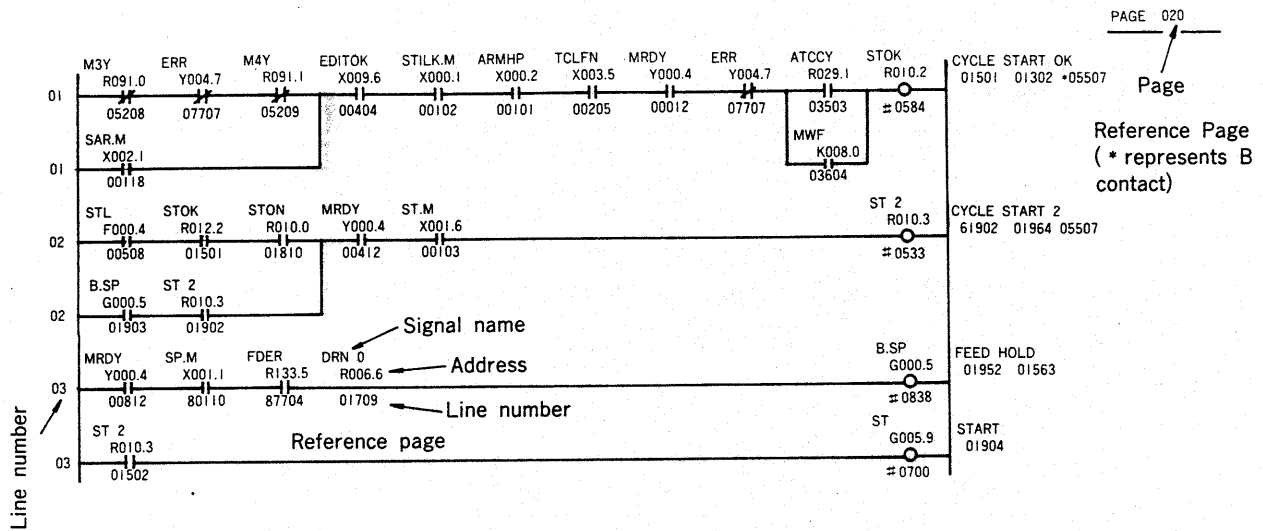 PAGE 020
Page
Reference Page
( * represents B
contact)
M3Y ERR M4Y EDITOK STILK.M ARMHP TCLFN MRDY ERR ATCCY STOK CYCLE START OK
R091.0 Y004.7 R091.1 X009.6 X000.1 X000.2 X003.5 Y000.4 Y004.7 R029.1 R010.2 01501 01302 *05507
01
05208 07707 05209 00404 00102 00101 00205 00012 07707 03503 #0584
SAR.M MWF
X002.1 K008.0
01
00118 03604
STL STOK STON MRDY ST.M ST 2 CYCLE START 2
F000.4 R012.2 R010.0 Y000.4 X001.6 R010.3 61902 01964 05507
02
00508 01501 01810 00412 00103 #0533
B.SP ST 2
G000.5 R010.3
02
01903 01902
Signal name
MRDY SP.M FDER DRN 0 Address B.SP FEED HOLD
Y000.4 X001.1 R133.5 R006.6 G000.5 01952 01563
03
00812 80110 87704 01709 Line number #0838
ST 2 Reference page ST START
R010.3 G005.9 01904
03
01502 #0700
Line number